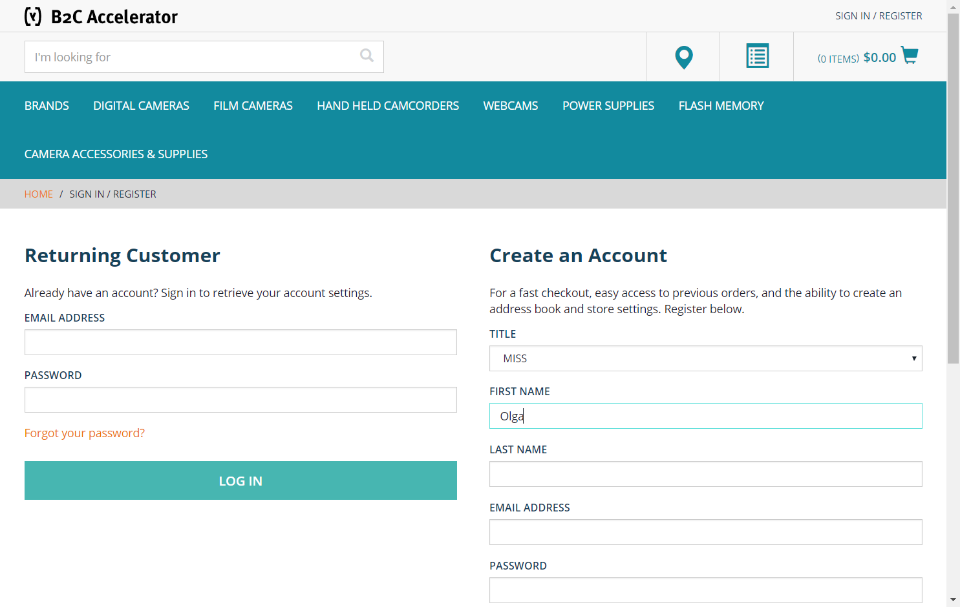 B2C Accelerator
SIGN IN / REGISTER
I'm looking for
(0 ITEMS) $0.00
BRANDS DIGITAL CAMERAS FILM CAMERAS HAND HELD CAMCORDERS WEBCAMS POWER SUPPLIES FLASH MEMORY
CAMERA ACCESSORIES & SUPPLIES
HOME / SIGN IN / REGISTER
Returning Customer
Already have an account? Sign in to retrieve your account settings.
EMAIL ADDRESS
PASSWORD
Forgot your password?
LOG IN
Create an Account
For a fast checkout, easy access to previous orders, and the ability to create an
address book and store settings. Register below.
TITLE
MISS
FIRST NAME
Olga
LAST NAME
EMAIL ADDRESS
PASSWORD